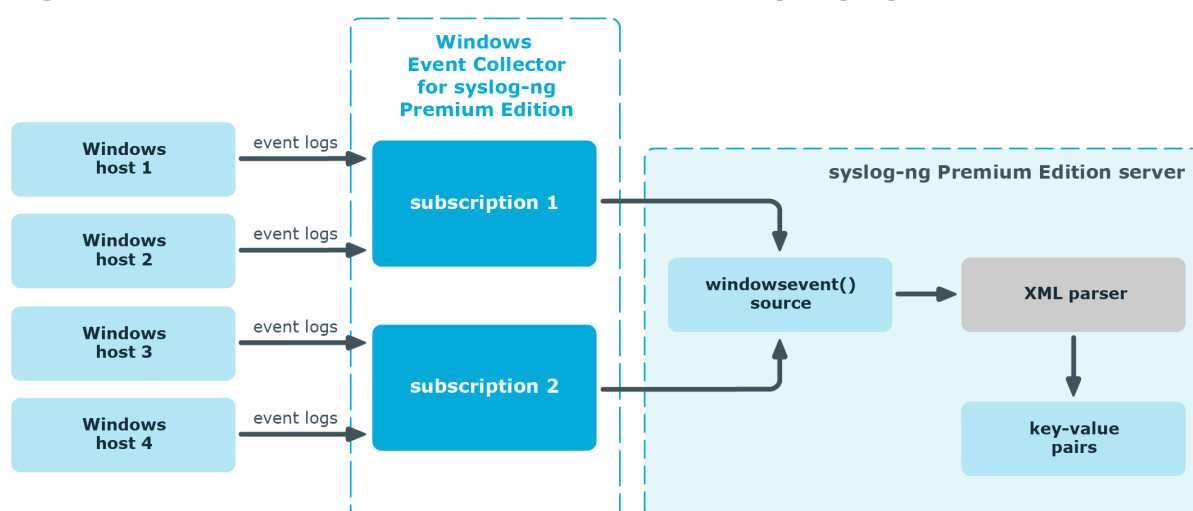 Windows
Event Collector
for syslog-ng
Premium Edition
Windows
host 1
event logs
subscription 1
Windows
host 2
event logs
Windows
host 3
event logs
subscription 2
Windows
host 4
event logs
syslog-ng Premium Edition server
windowsevent()
source
XML parser
key-value
pairs